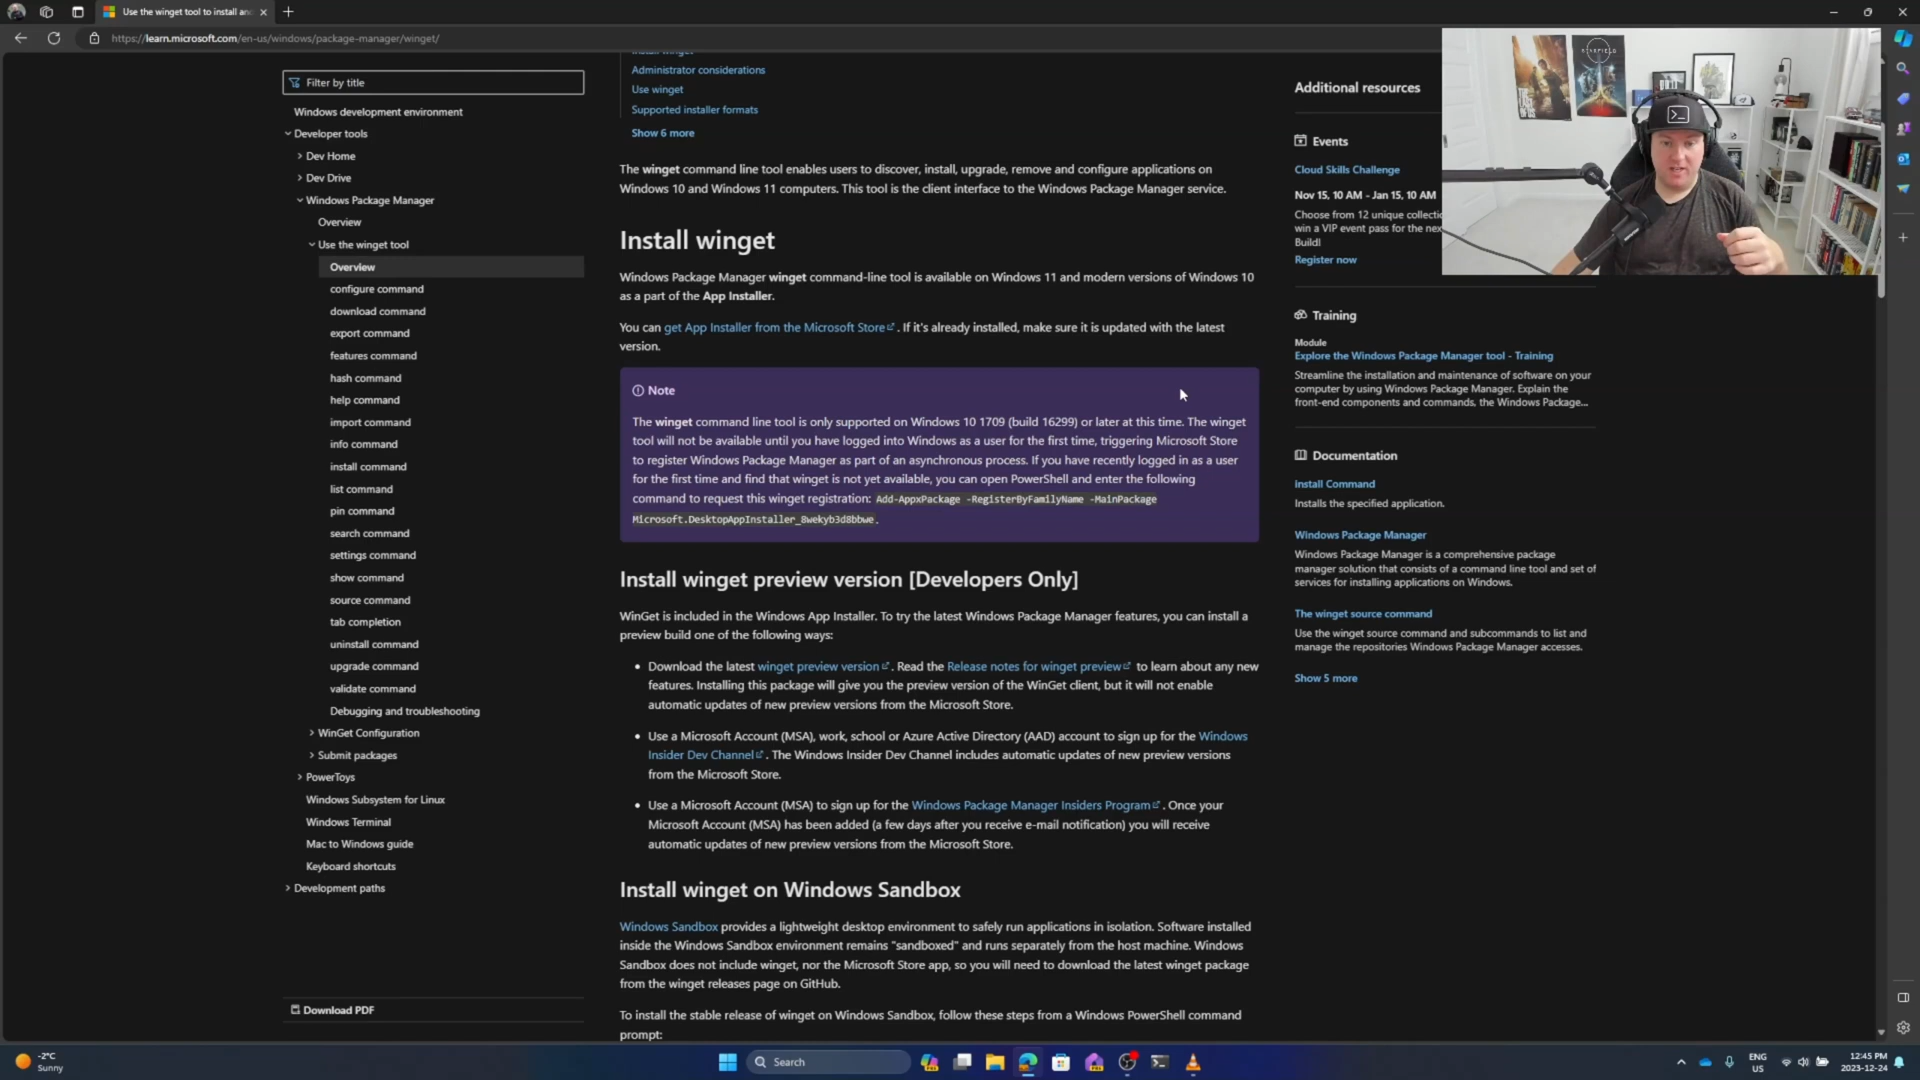 Use the winget tool to install an
https://learn.microsoft.com/en-us/windows/package-manager/winget/
Filter by title
Windows development environment
Developer tools
Dev Home
Dev Drive
Windows Package Manager
Overview
Use the winget tool
Overview
configure command
download command
export command
features command
hash command
help command
import command
info command
install command
list command
pin command
search command
settings command
show command
source command
tab completion
uninstall command
upgrade command
validate command
Debugging and troubleshooting
WinGet Configuration
Submit packages
PowerToys
Windows Subsystem for Linux
Windows Terminal
Mac to Windows guide
Keyboard shortcuts
Development paths
Download PDF
Administrator considerations
Use winget
Supported installer formats
Show 6 more
The winget command line tool enables users to discover, install, upgrade, remove and configure applications on
Windows 10 and Windows 11 computers. This tool is the client interface to the Windows Package Manager service.
Install winget
Windows Package Manager winget command-line tool is available on Windows 11 and modern versions of Windows 10
as a part of the App Installer.
You can get App Installer from the Microsoft Store. If it's already installed, make sure it is updated with the latest
version.
Note
The winget command line tool is only supported on Windows 10 1709 (build 16299) or later at this time. The winget
tool will not be available until you have logged into Windows as a user for the first time, triggering Microsoft Store
to register Windows Package Manager as part of an asynchronous process. If you have recently logged in as a user
for the first time and find that winget is not yet available, you can open PowerShell and enter the following
command to request this winget registration: Add-AppxPackage -RegisterByFamilyName -MainPackage
Microsoft.DesktopAppInstaller_8wekyb3d8bbwe.
Install winget preview version [Developers Only]
WinGet is included in the Windows App Installer. To try the latest Windows Package Manager features, you can install a
preview build one of the following ways:
• Download the latest winget preview version. Read the Release notes for winget preview to learn about any new
features. Installing this package will give you the preview version of the WinGet client, but it will not enable
automatic updates of new preview versions from the Microsoft Store.
• Use a Microsoft Account (MSA), work, school or Azure Active Directory (AAD) account to sign up for the Windows
Insider Dev Channel. The Windows Insider Dev Channel includes automatic updates of new preview versions
from the Microsoft Store.
• Use a Microsoft Account (MSA) to sign up for the Windows Package Manager Insiders Program. Once your
Microsoft Account (MSA) has been added (a few days after you receive e-mail notification) you will receive
automatic updates of new preview versions from the Microsoft Store.
Install winget on Windows Sandbox
Windows Sandbox provides a lightweight desktop environment to safely run applications in isolation. Software installed
inside the Windows Sandbox environment remains "sandboxed" and runs separately from the host machine. Windows
Sandbox does not include winget, nor the Microsoft Store app, so you will need to download the latest winget package
from the winget releases page on GitHub.
To install the stable release of winget on Windows Sandbox, follow these steps from a Windows PowerShell command
prompt:
Additional resources
Events
Cloud Skills Challenge
Nov 15, 10 AM - Jan 15, 10 AM
Choose from 12 unique collectic
win a VIP event pass for the nex
Build!
Register now
Training
Module
Explore the Windows Package Manager tool - Training
Streamline the installation and maintenance of software on your
computer by using Windows Package Manager. Explain the
front-end components and commands, the Windows Package...
Documentation
install Command
Installs the specified application.
Windows Package Manager
Windows Package Manager is a comprehensive package
manager solution that consists of a command line tool and set of
services for installing applications on Windows.
The winget source command
Use the winget source command and subcommands to list and
manage the repositories Windows Package Manager accesses.
Show 5 more
STARFIELD
-2°C
Sunny
Search
ENG
US
12:45 PM
2023-12-24